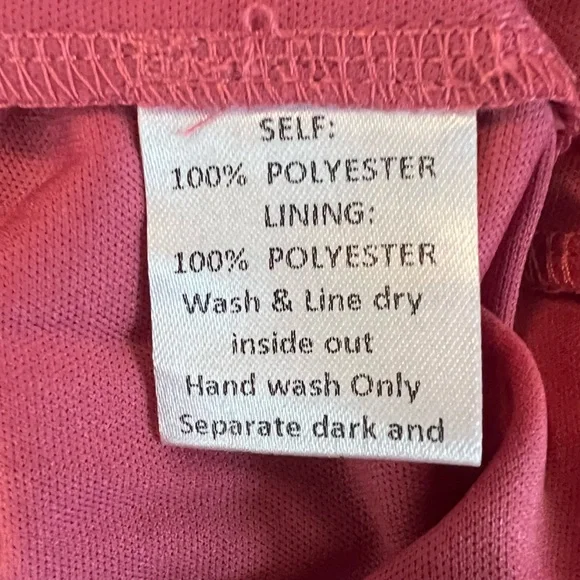 SELF:
100% POLYESTER
LINING:
100% POLYESTER
Wash & Line dry
inside out
Hand wash Only
Separate dark and